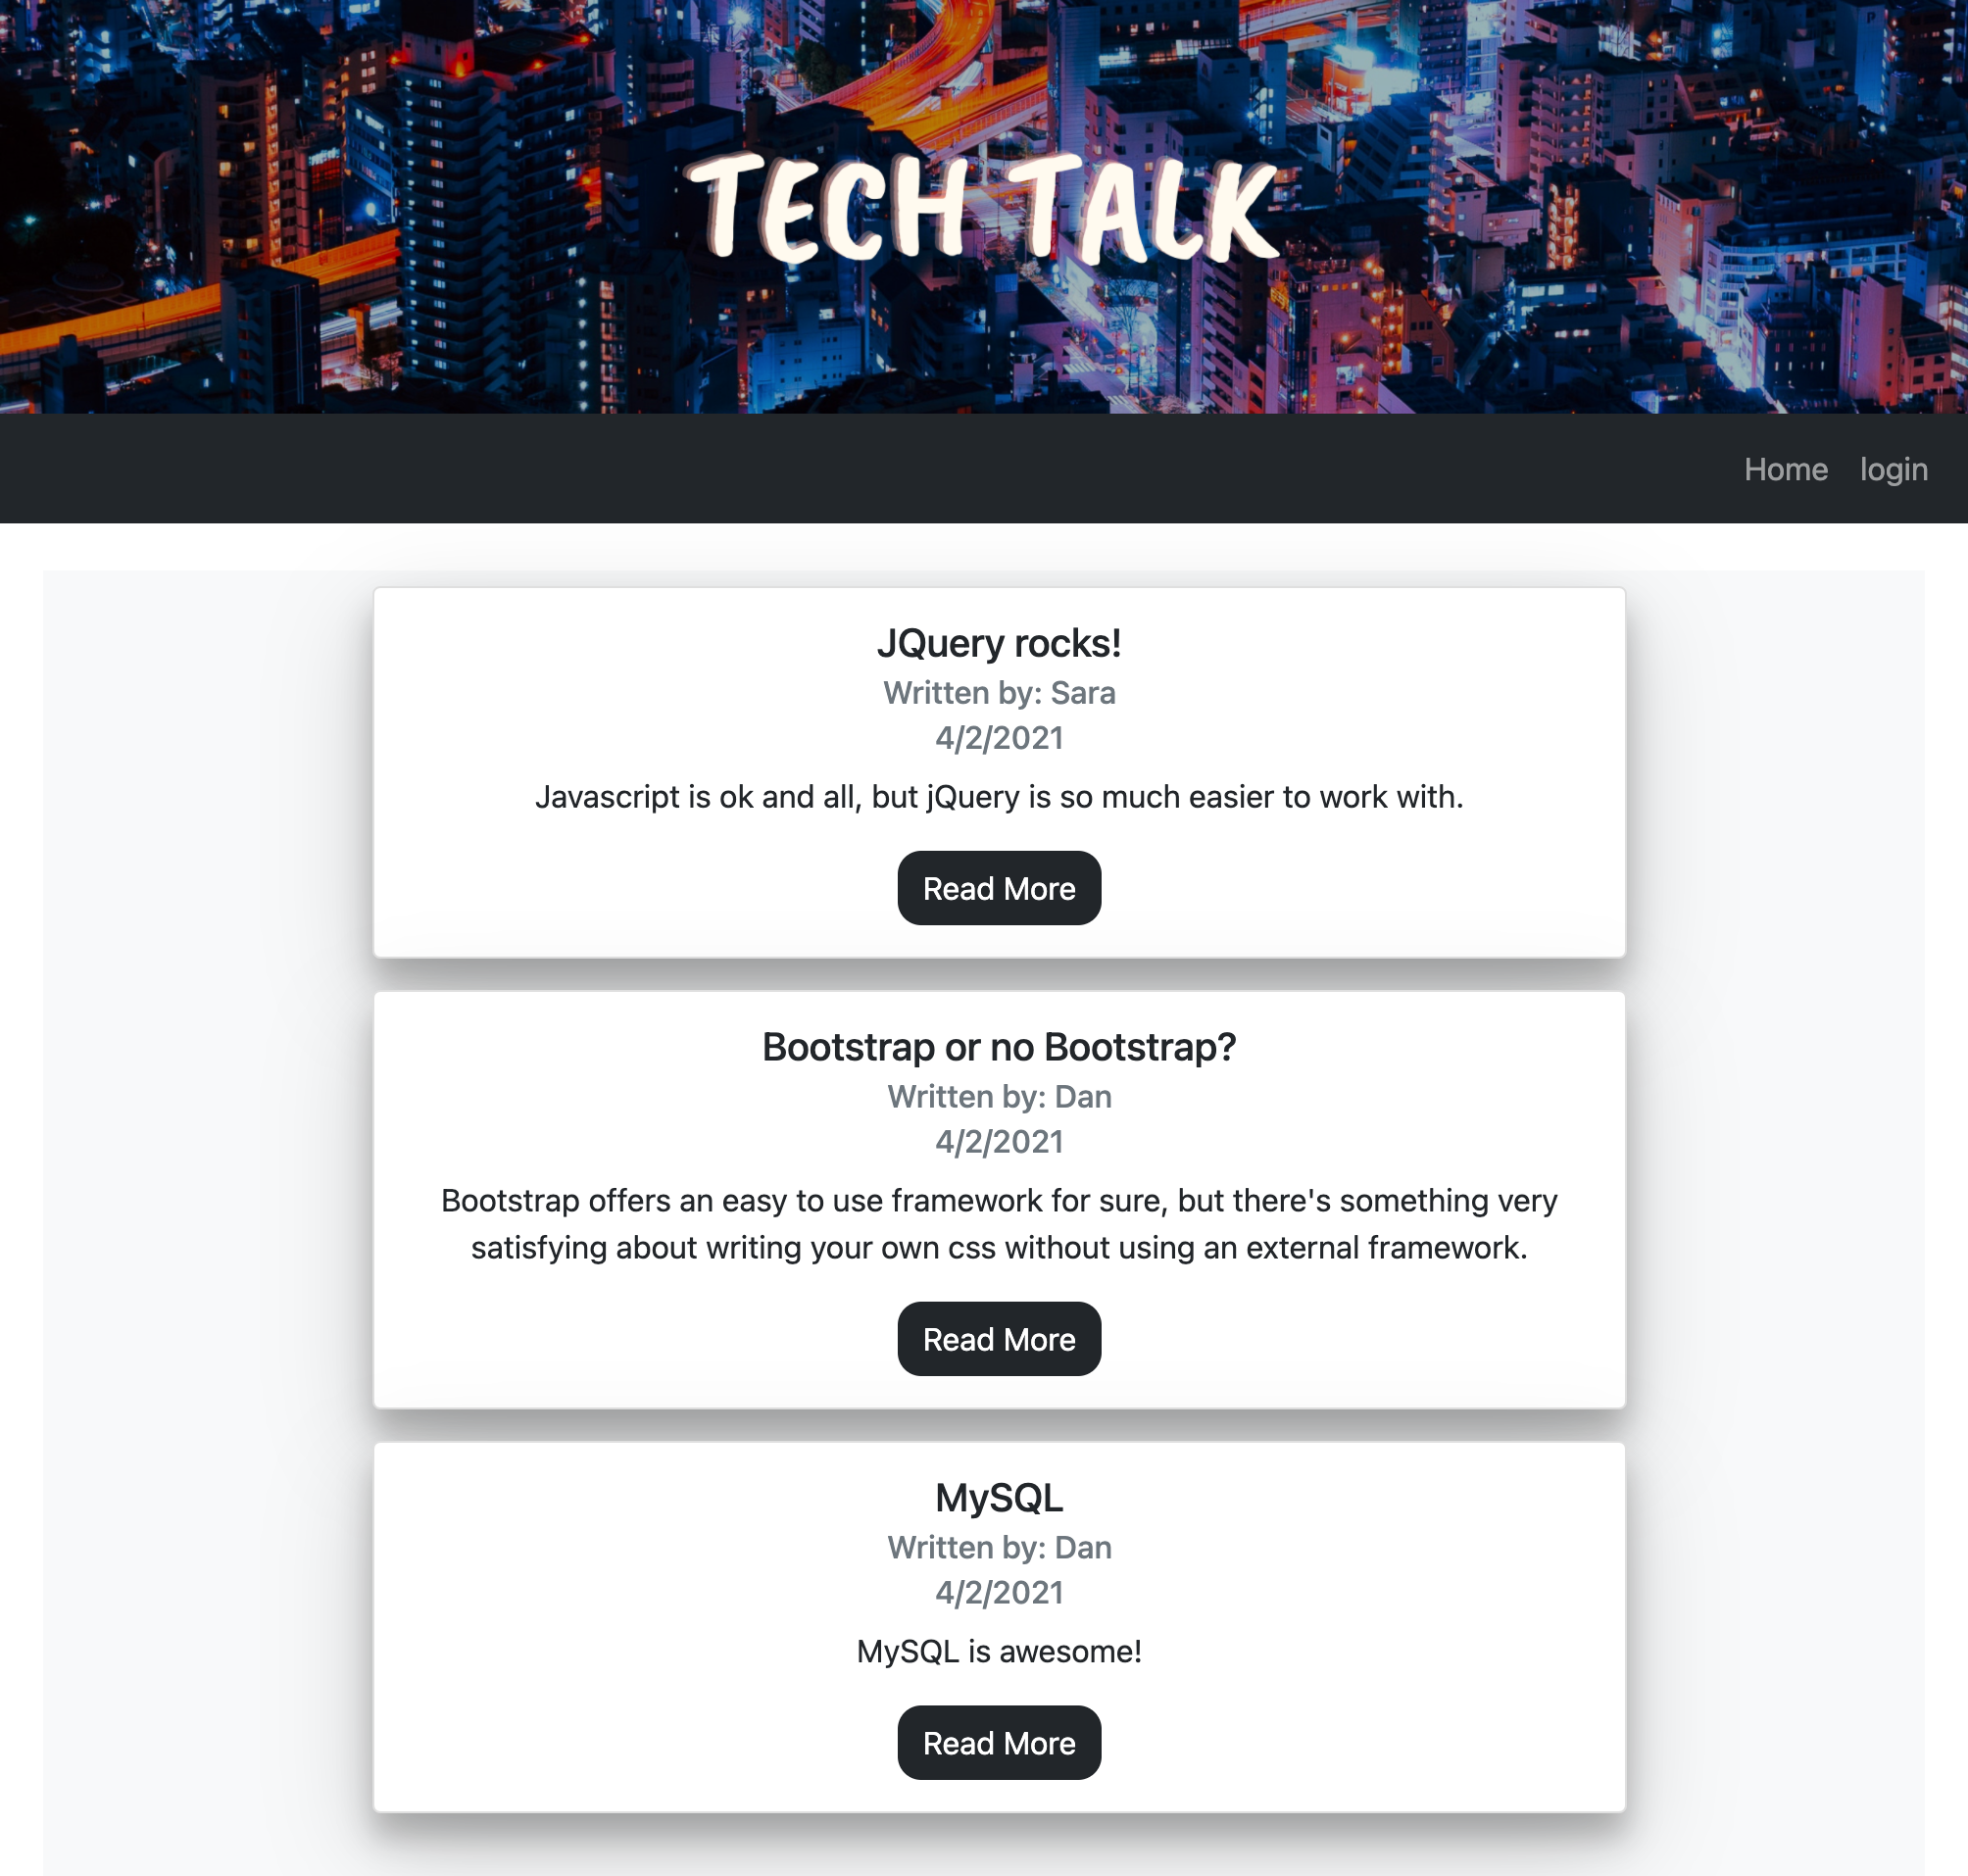 TECH TALK
Home login
JQuery rocks!
Written by: Sara
4/2/2021
Javascript is ok and all, but jQuery is so much easier to work with.
Read More
Bootstrap or no Bootstrap?
Written by: Dan
4/2/2021
Bootstrap offers an easy to use framework for sure, but there's something very
satisfying about writing your own css without using an external framework.
Read More
MySQL
Written by: Dan
4/2/2021
MySQL is awesome!
Read More